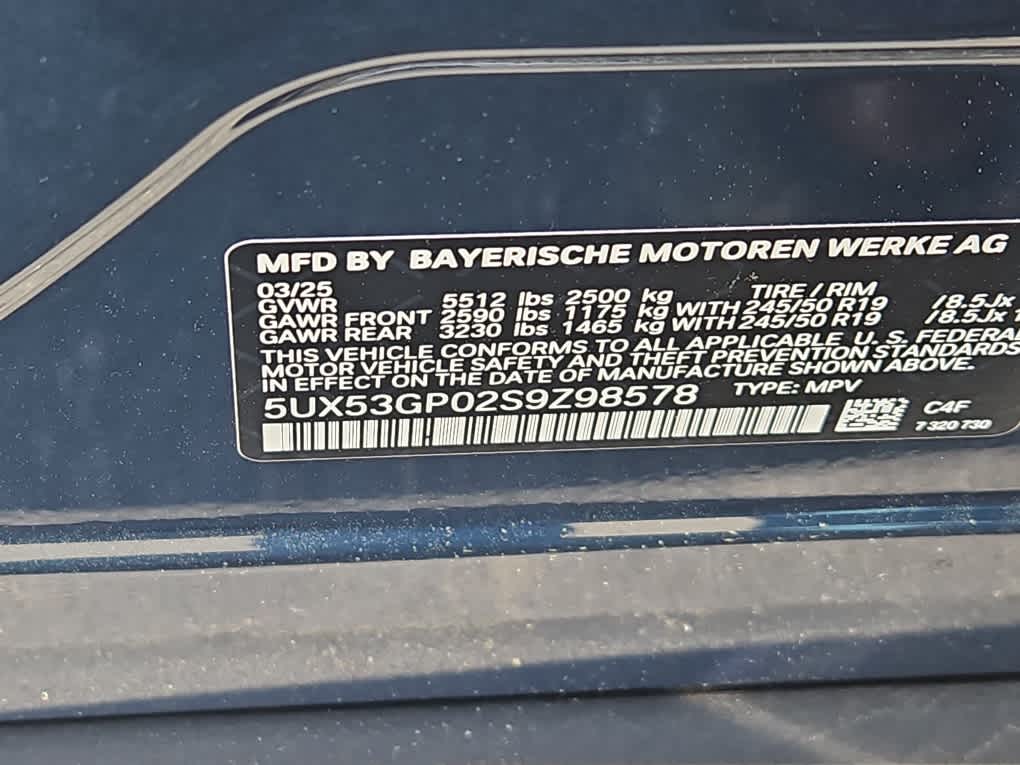 MFD BY BAYERISCHE MOTOREN WERKE AG
03/25 TIRE / RIM
GVWR 5512 lbs 2500 kg
GAWR FRONT 2590 lbs 1175 kg WITH 245/50 R19 /8.5Jx
GAWR REAR 3230 lbs 1465 kg WITH 245/50 R19 /8.5Jx 1
THIS VEHICLE CONFORMS TO ALL APPLICABLE U. S. FEDERAL
MOTOR VEHICLE SAFETY AND THEFT PREVENTION STANDARDS
IN EFFECT ON THE DATE OF MANUFACTURE SHOWN ABOVE.
5UX53GP02S9Z98578 TYPE: MPV
C4F
7 320 730